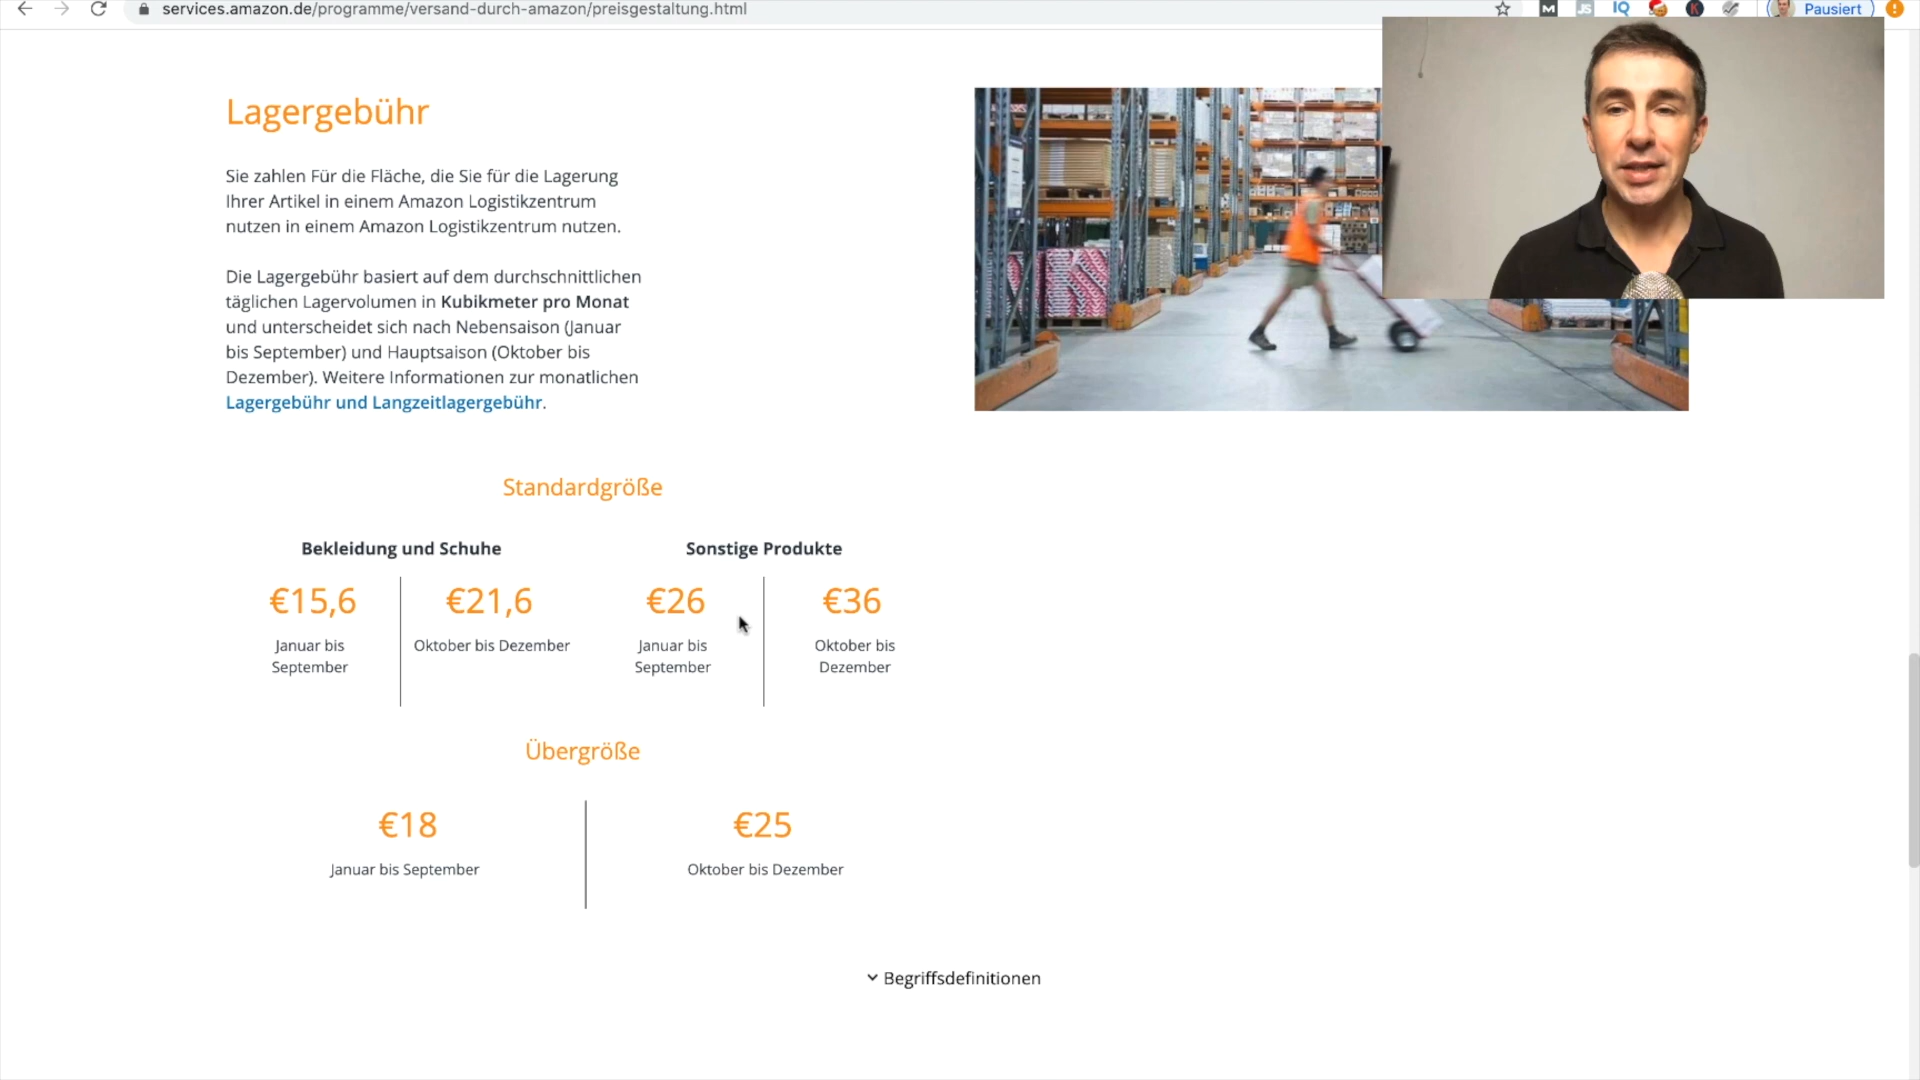 services.amazon.de/programme/versand-durch-amazon/preisgestaltung.html
M
JS
IQ
K
Pausiert
Lagergebühr
Sie zahlen Für die Fläche, die Sie für die Lagerung
Ihrer Artikel in einem Amazon Logistikzentrum
nutzen in einem Amazon Logistikzentrum nutzen.
Die Lagergebühr basiert auf dem durchschnittlichen
täglichen Lagervolumen in Kubikmeter pro Monat
und unterscheidet sich nach Nebensaison (Januar
bis September) und Hauptsaison (Oktober bis
Dezember). Weitere Informationen zur monatlichen
Lagergebühr und Langzeitlagergebühr.
Standardgröße
Bekleidung und Schuhe
Sonstige Produkte
€15,6
€21,6
€26
€36
Januar bis
September
Oktober bis Dezember
Januar bis
September
Oktober bis
Dezember
Übergröße
€18
€25
Januar bis September
Oktober bis Dezember
Begriffsdefinitionen